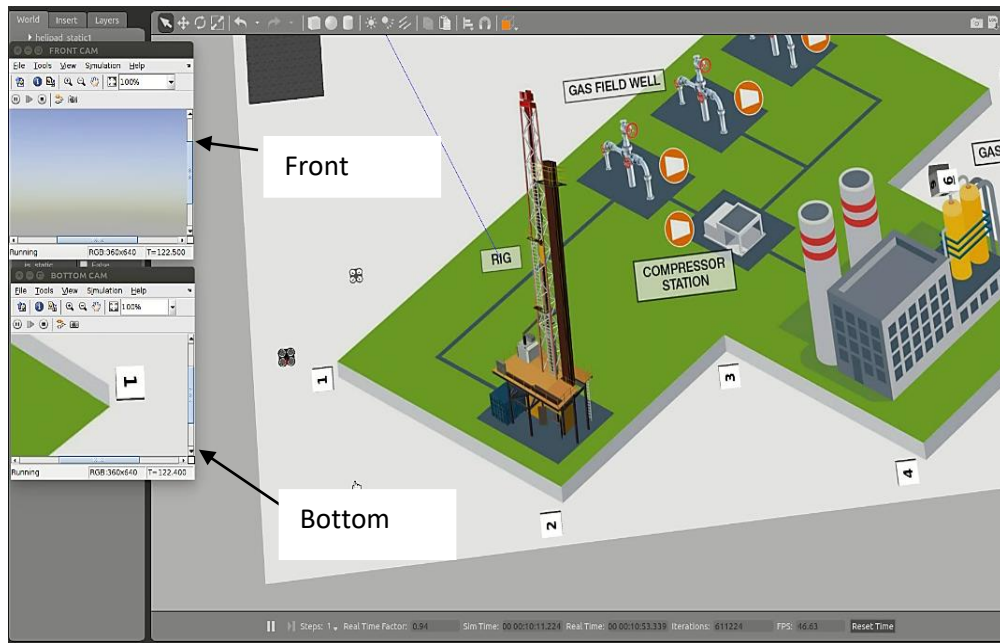 World Insert Layers
helipad_static1
FRONT CAM
File Tools View Simulation Help
100%
Running RGB:360x640 T=122.500
Front
is_static False
BOTTOM CAM
File Tools View Simulation Help
100%
1
Running RGB:360x640 T=122.400
Bottom
GAS FIELD WELL
GAS
6
RIG
COMPRESSOR
STATION
1
3
4
2
Steps: 1 Real Time Factor: 0.94 Sim Time: 00 00:10:11.224 Real Time: 00 00:10:53.339 Iterations: 611224 FPS: 46.63 Reset Time